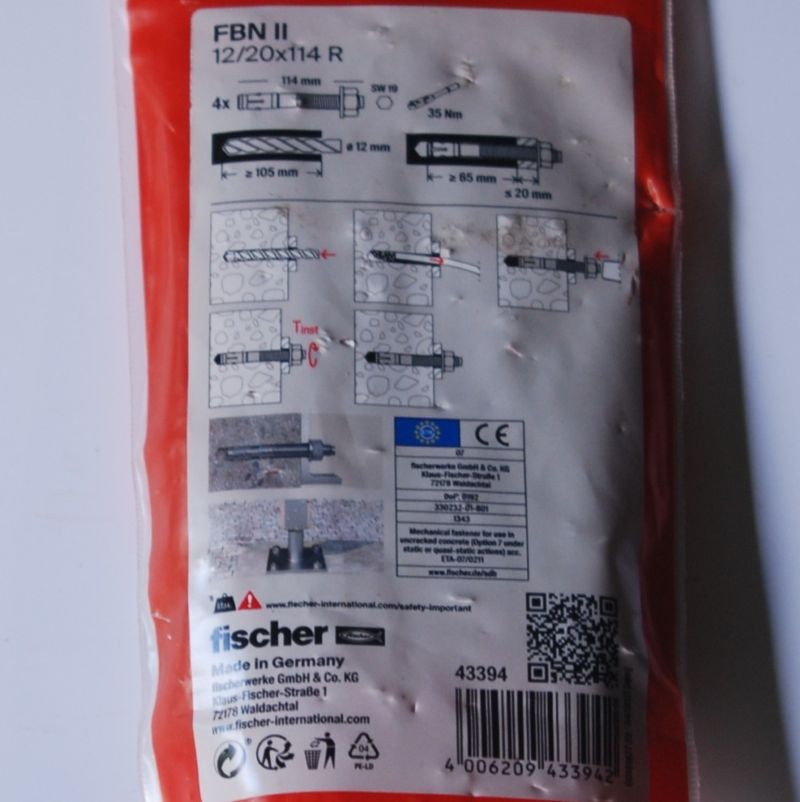 FBN II
12/20x114 R
114 mm
SW 19
4x
35 Nm
ø 12 mm
≥ 105 mm
≥ 85 mm
≤ 20 mm
Tinst
CE
07
fischerwerke GmbH & Co. KG
Klaus-Fischer-Straße 1
72178 Waldachtal
DoP: 0192
330232-01-601
1343
Mechanical fastener for use in
uncracked concrete (Option 7 under
static or quasi-static actions) acc.
ETA-07/0211
www.fischer.de/sdb
www.fischer-international.com/safety-important
fischer
Made in Germany
fischerwerke GmbH & Co. KG
Klaus-Fischer-Straße 1
72178 Waldachtal
www.fischer-international.com
43394
04
PE-LD
4 006209 433942